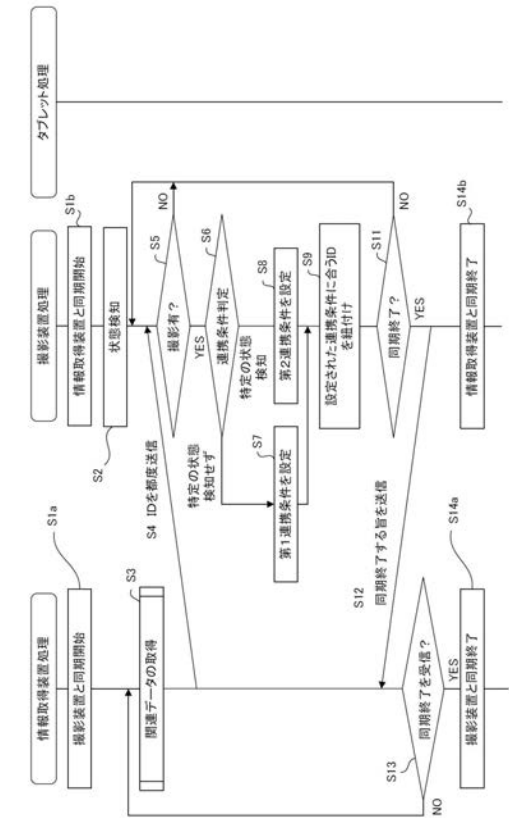 情報取得装置処理
撮影装置処理
タブレット処理
S1a
撮影装置と同期開始
S1b
情報取得装置と同期開始
S2
状態検知
S3
関連データの取得
S4 IDを都度送信
S5
撮影有?
NO
YES
S6
連携条件判定
特定の状態
検知せず
特定の状態
検知
S7
第1連携条件を設定
S8
第2連携条件を設定
S9
設定された連携条件に合うID
を紐付け
S11
同期終了?
NO
YES
S12
同期終了する旨を送信
S13
同期終了を受信?
NO
YES
S14a
撮影装置と同期終了
S14b
情報取得装置と同期終了